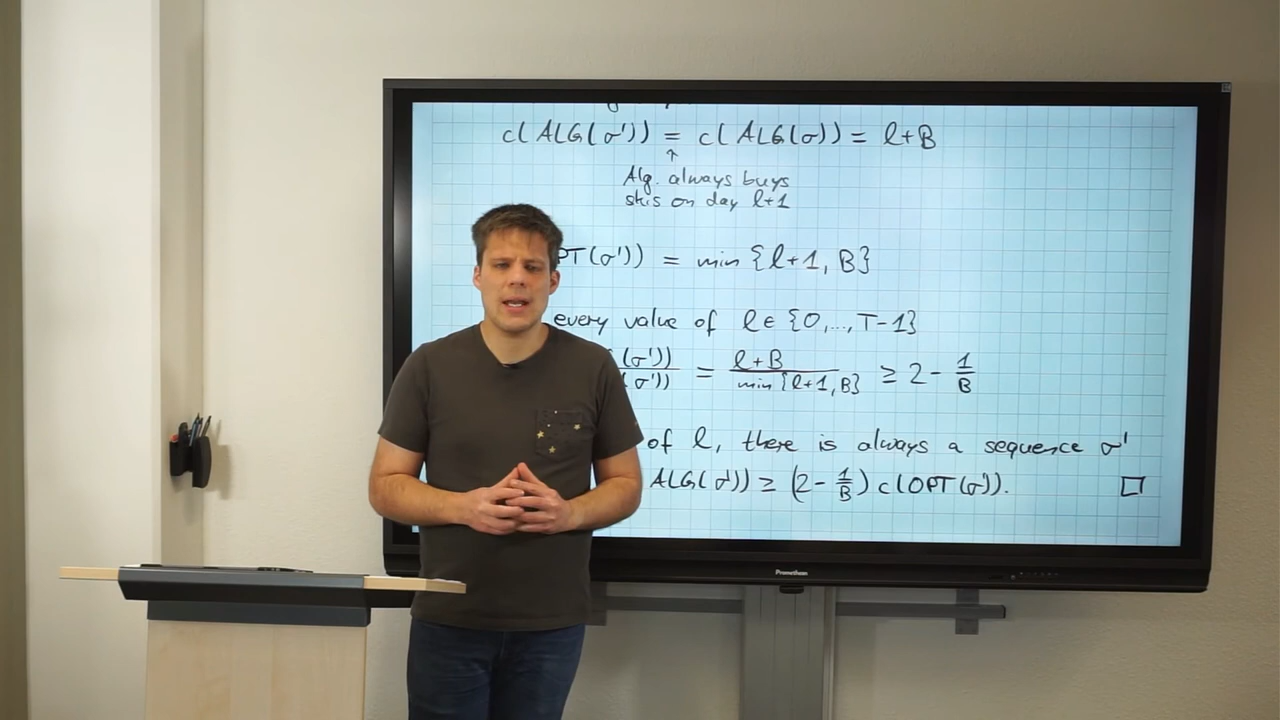 c(ALG(σ')) = c(ALG(σ)) = l+B
↑
Alg. always buys
skis on day l+1
PT(σ')) = min {l+1, B}
every value of l ∈ {0,...,T-1}
(σ')) / (σ')) = l+B / min {l+1, B} ≥ 2 - 1/B
of l, there is always a sequence σ'
ALG(σ')) ≥ (2 - 1/B) c(OPT(σ')). □
Promethean